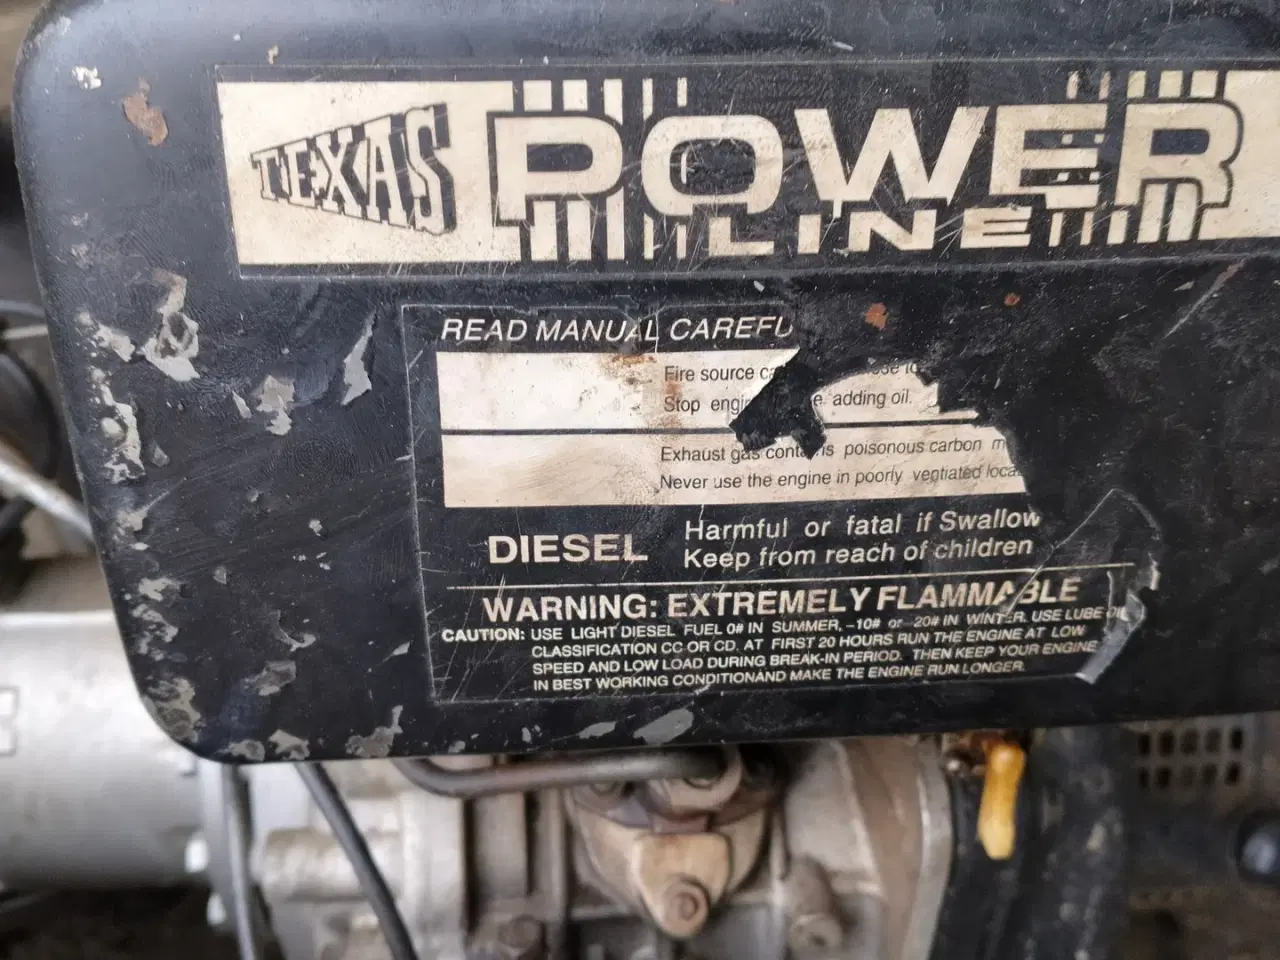 TEXAS POWER
LINE
READ MANUAL CAREFU
Fire source
Stop adding oil.
Exhaust gas poisonous carbon
Never use the engine in poorly ventiated
DIESEL
Harmful or fatal if Swallow
Keep from reach of children
WARNING: EXTREMELY FLAMMABLE
CAUTION: USE LIGHT DIESEL FUEL 0# IN SUMMER, -10# or -20# IN WINTER. USE LUBE OIL
CLASSIFICATION CC OR CD. AT FIRST 20 HOURS RUN THE ENGINE AT LOW
SPEED AND LOW LOAD DURING BREAK-IN PERIOD. THEN KEEP YOUR ENGINE
IN BEST WORKING CONDITIONAND MAKE THE ENGINE RUN LONGER.